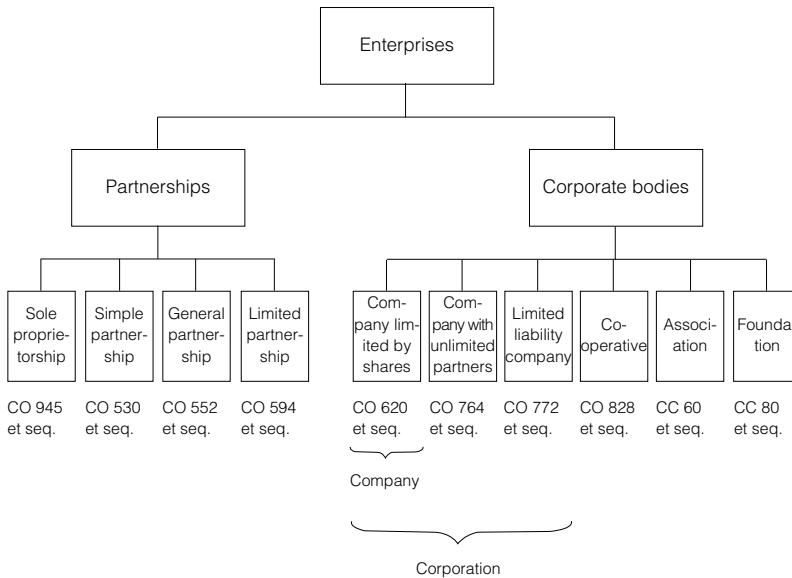 Enterprises
Partnerships
Corporate bodies
Sole
proprie-
torship
Simple
partner-
ship
General
partner-
ship
Limited
partner-
ship
Com-
pany lim-
ited by
shares
Com-
pany with
unlimited
partners
Limited
liability
company
Co-
operative
Associ-
ation
Founda
tion
CO 945
et seq.
CO 530
et seq.
CO 552
et seq.
CO 594
et seq.
CO 620
et seq.
CO 764
et seq.
CO 772
et seq.
CO 828
et seq.
CC 60
et seq.
CC 80
et seq.
Company
Corporation